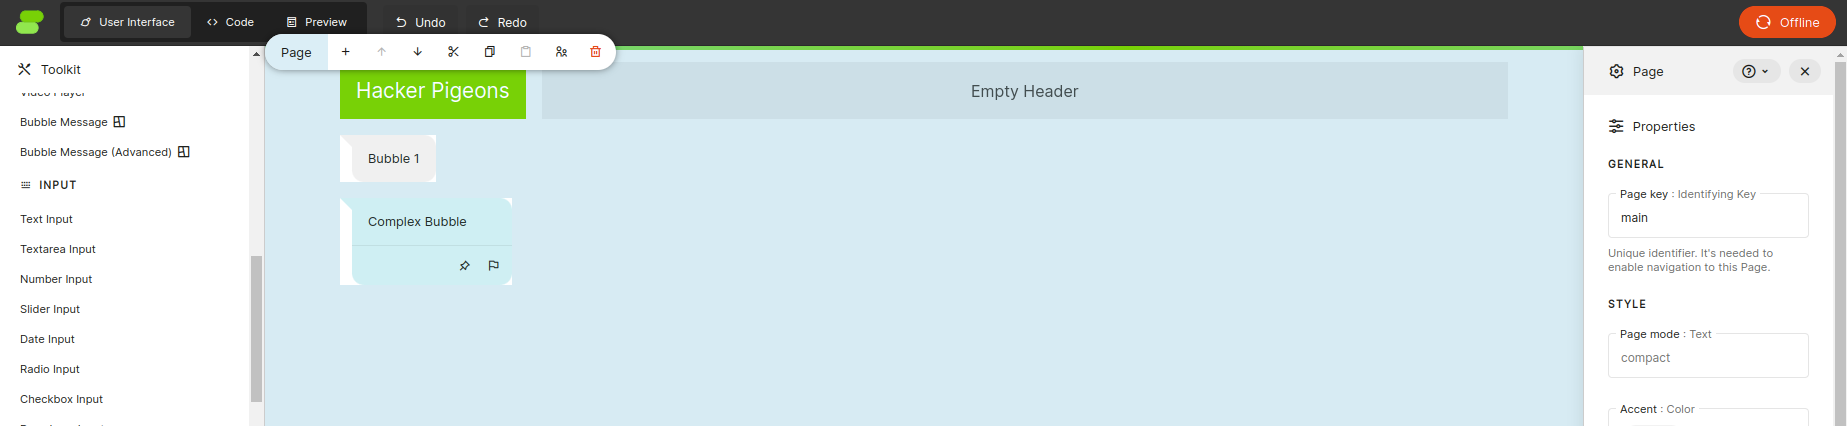 User Interface
Code
Preview
Undo
Redo
Offline
Toolkit
Video Player
Bubble Message
Bubble Message (Advanced)
INPUT
Text Input
Textarea Input
Number Input
Slider Input
Date Input
Radio Input
Checkbox Input
Page
Hacker Pigeons
Empty Header
Bubble 1
Complex Bubble
Page
Properties
GENERAL
Page key : Identifying Key
main
Unique identifier. It's needed to
enable navigation to this Page.
STYLE
Page mode : Text
compact
Accent : Color